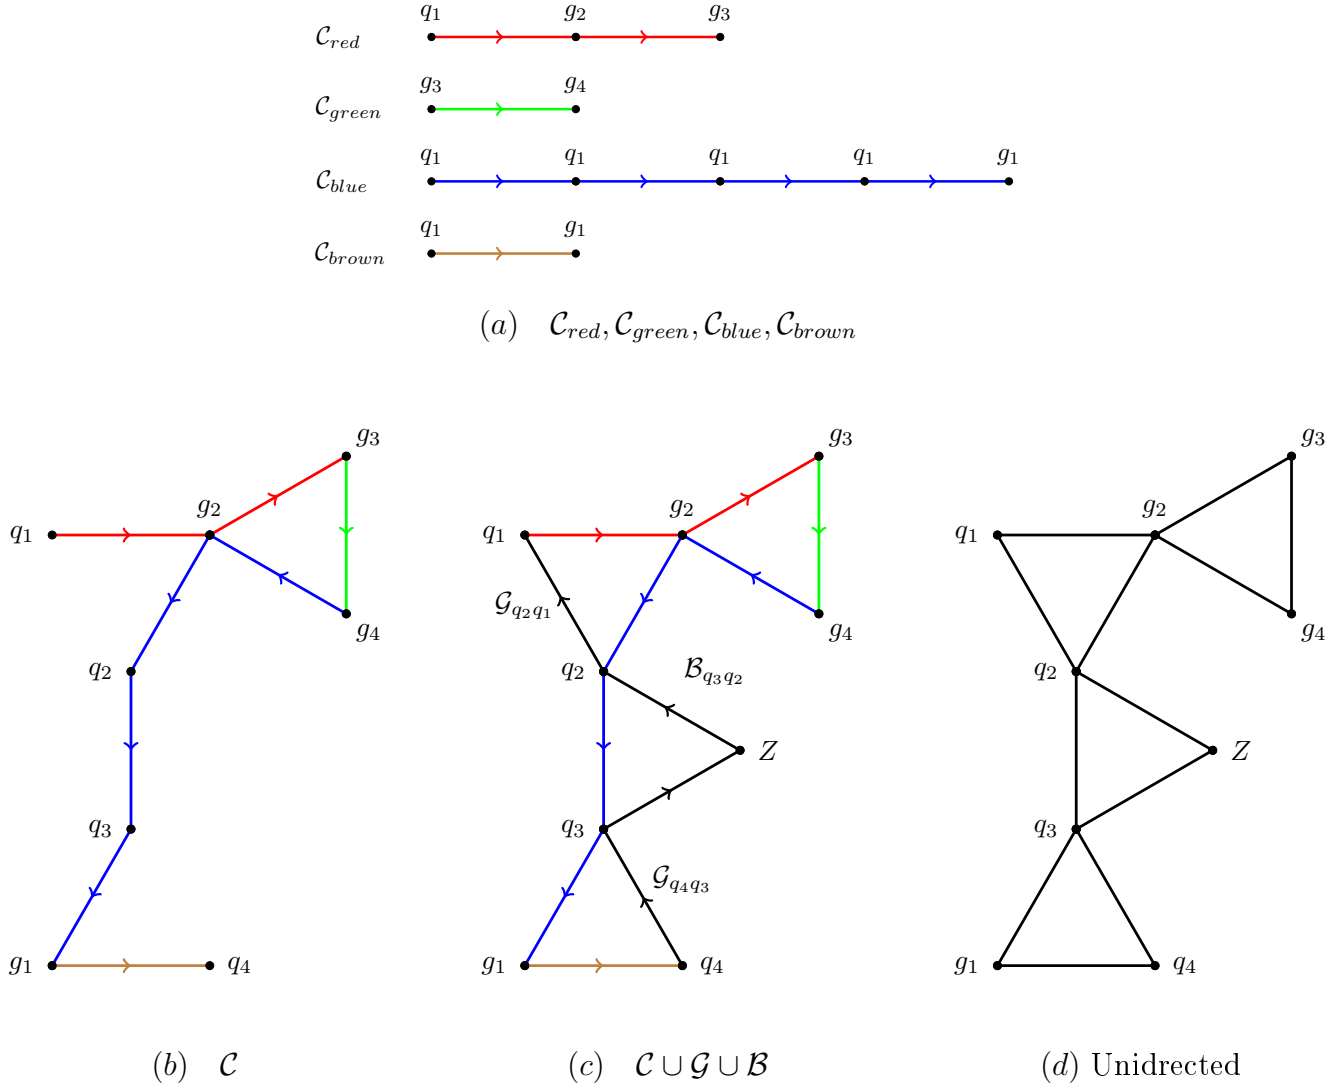 q₁ g₂ g₃
𝒞_red
g₃ g₄
𝒞_green
q₁ q₁ q₁ q₁ g₁
𝒞_blue
q₁ g₁
𝒞_brown
(a) 𝒞_red, 𝒞_green, 𝒞_blue, 𝒞_brown
g₃
g₂
q₁
g₄
q₂
q₃
g₁ q₄
(b) 𝒞
g₃
g₂
q₁
𝒢_q₂q₁
g₄
q₂
ℬ_q₃q₂
Z
q₃
𝒢_q₄q₃
g₁ q₄
(c) 𝒞 ∪ 𝒢 ∪ ℬ
g₃
g₂
q₁
g₄
q₂
Z
q₃
g₁ q₄
(d) Unidrected